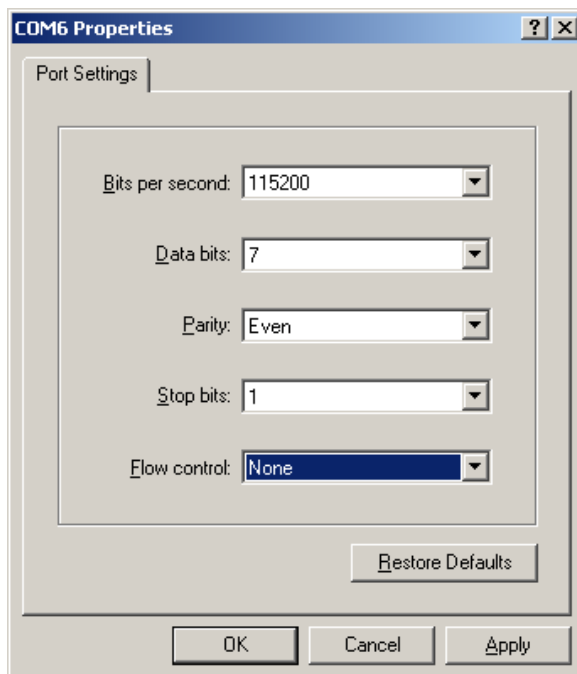 COM6 Properties
Port Settings
Bits per second: 115200
Data bits: 7
Parity: Even
Stop bits: 1
Flow control: None
Restore Defaults
OK Cancel Apply